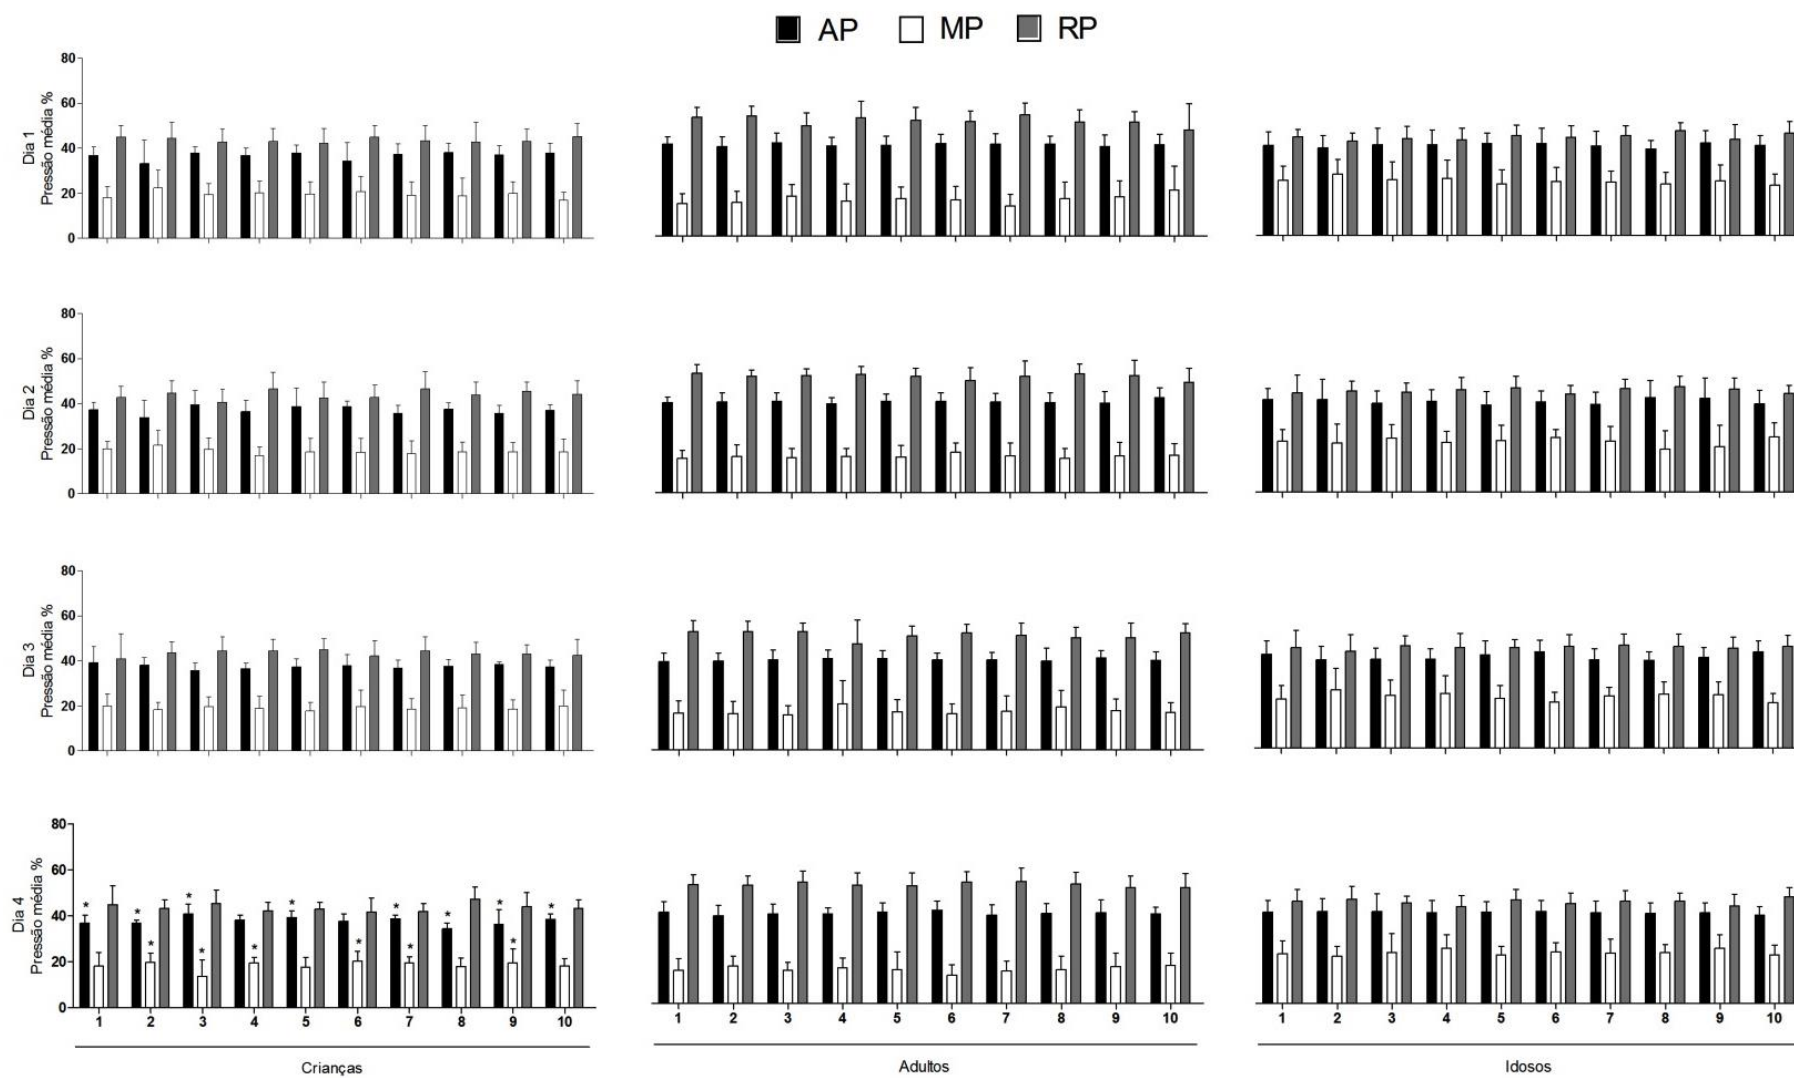 AP MP RP
Dia 1
Pressão média %
80
60
40
20
0
Dia 2
Pressão média %
80
60
40
20
0
Dia 3
Pressão média %
80
60
40
20
0
Dia 4
Pressão média %
80
60
40
20
0
* * * * * * * *
* * * * * *
1 2 3 4 5 6 7 8 9 10
1 2 3 4 5 6 7 8 9 10
1 2 3 4 5 6 7 8 9 10
Crianças
Adultos
Idosos